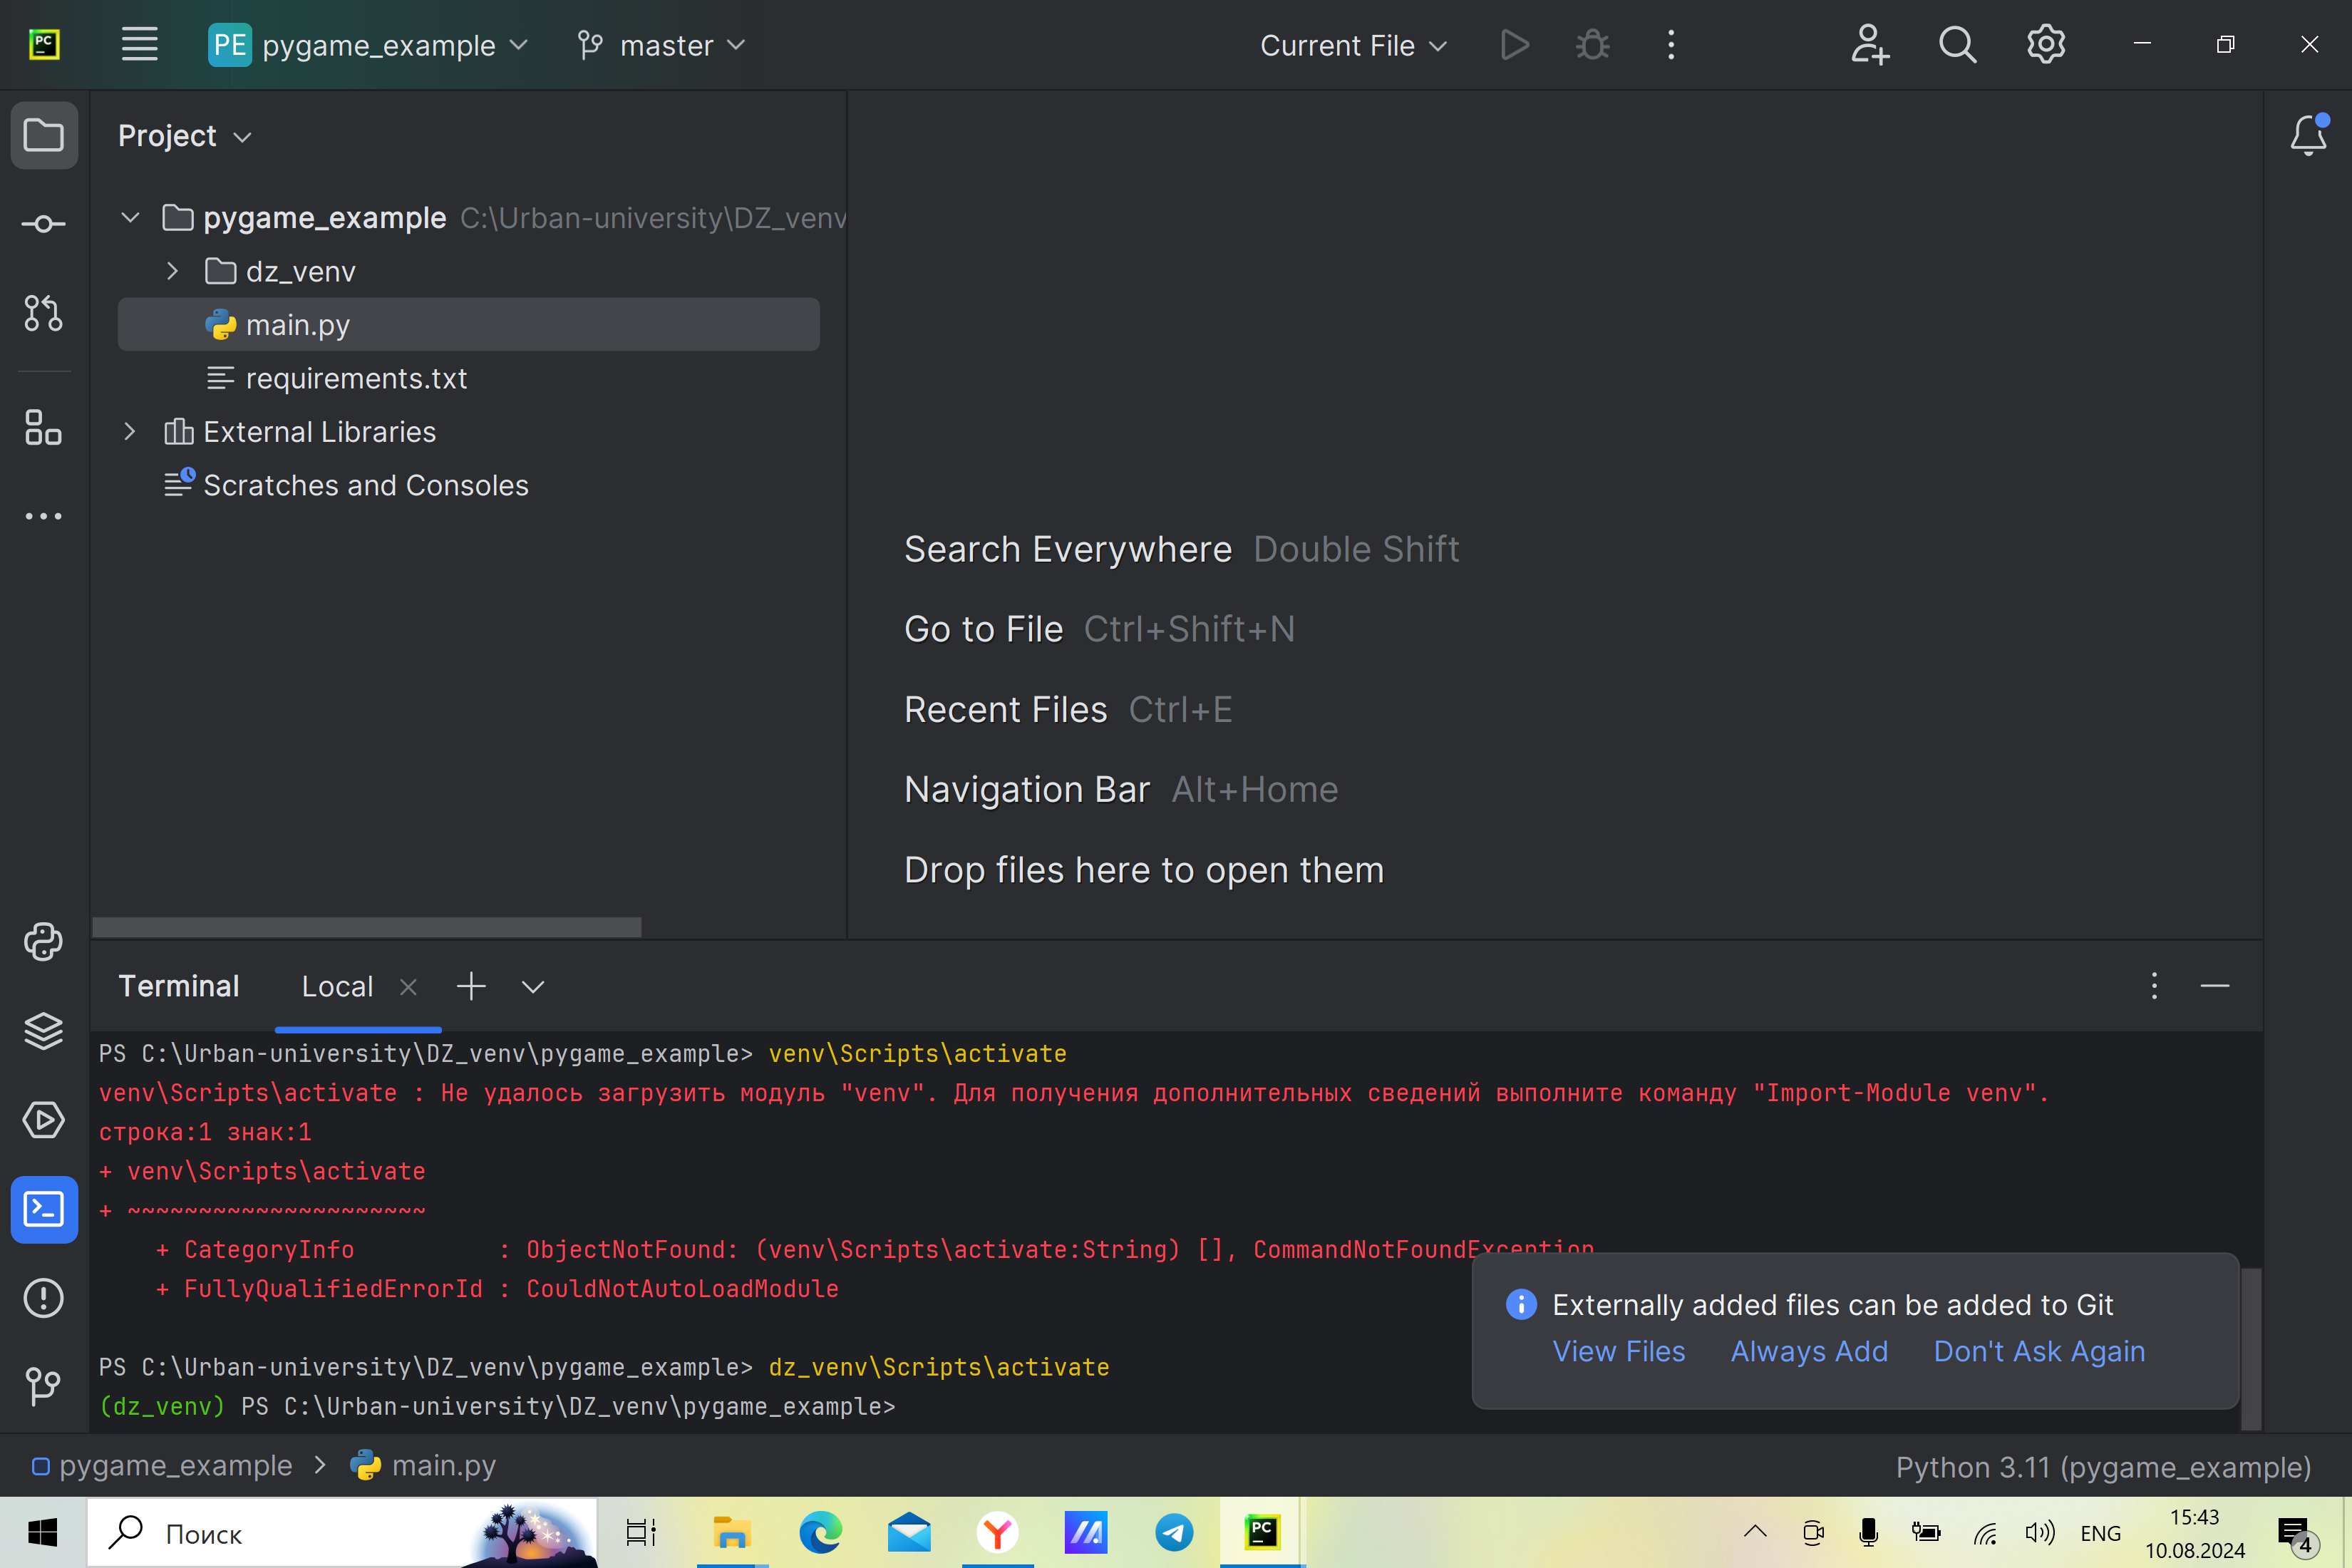 PC
PE pygame_example
master
Current File
Project
pygame_example C:\Urban-university\DZ_venv
dz_venv
main.py
requirements.txt
External Libraries
Scratches and Consoles
Search Everywhere Double Shift
Go to File Ctrl+Shift+N
Recent Files Ctrl+E
Navigation Bar Alt+Home
Drop files here to open them
Terminal
Local
PS C:\Urban-university\DZ_venv\pygame_example> venv\Scripts\activate
venv\Scripts\activate : Не удалось загрузить модуль "venv". Для получения дополнительных сведений выполните команду "Import-Module venv".
строка:1 знак:1
+ venv\Scripts\activate
+ ~~~~~~~~~~~~~~~~~~~~~
+ CategoryInfo : ObjectNotFound: (venv\Scripts\activate:String) [], CommandNotFoundException
+ FullyQualifiedErrorId : CouldNotAutoLoadModule
PS C:\Urban-university\DZ_venv\pygame_example> dz_venv\Scripts\activate
(dz_venv) PS C:\Urban-university\DZ_venv\pygame_example>
Externally added files can be added to Git
View Files Always Add Don't Ask Again
pygame_example > main.py
Python 3.11 (pygame_example)
Поиск
PC
ENG
15:43
10.08.2024
4